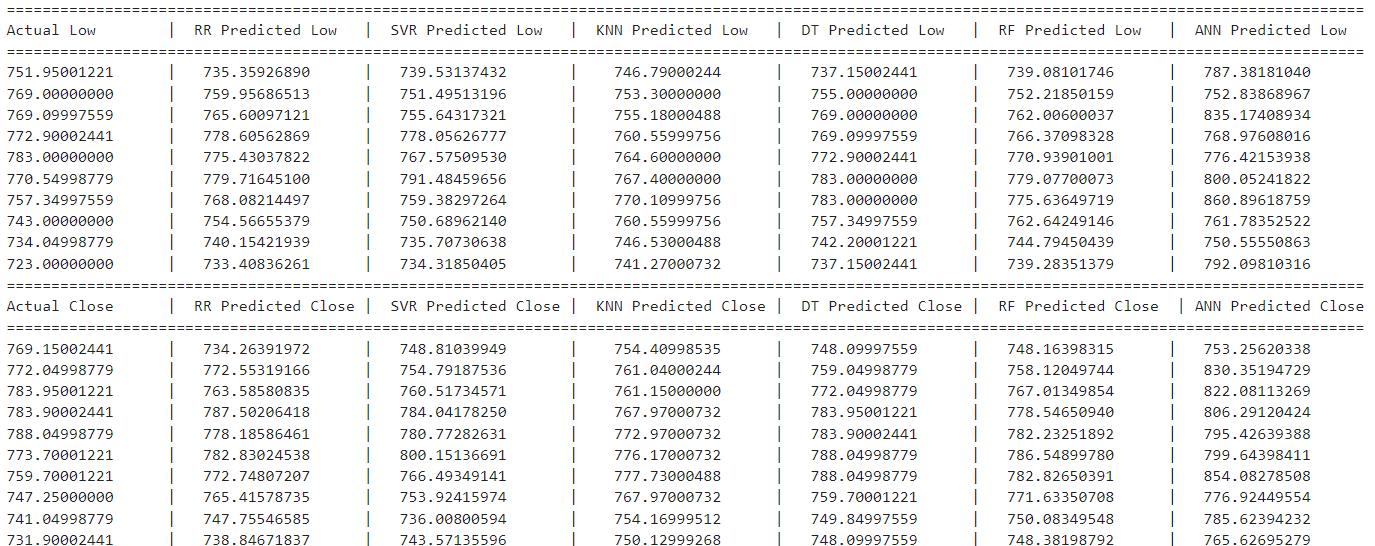 ================================================================================
Actual Low | RR Predicted Low | SVR Predicted Low | KNN Predicted Low | DT Predicted Low | RF Predicted Low | ANN Predicted Low
================================================================================
751.95001221 | 735.35926890 | 739.53137432 | 746.79000244 | 737.15002441 | 739.08101746 | 787.38181040
769.00000000 | 759.95686513 | 751.49513196 | 753.30000000 | 755.00000000 | 752.21850159 | 752.83868967
769.09997559 | 765.60097121 | 755.64317321 | 755.18000488 | 769.00000000 | 762.00600037 | 835.17408934
772.90002441 | 778.60562869 | 778.05626777 | 760.55999756 | 769.09997559 | 766.37098328 | 768.97608016
783.00000000 | 775.43037822 | 767.57509530 | 764.60000000 | 772.90002441 | 770.93901001 | 776.42153938
770.54998779 | 779.71645100 | 791.48459656 | 767.40000000 | 783.00000000 | 779.07700073 | 800.05241822
757.34997559 | 768.08214497 | 759.38297264 | 770.10999756 | 783.00000000 | 775.63649719 | 860.89618759
743.00000000 | 754.56655379 | 750.68962140 | 760.55999756 | 757.34997559 | 762.64249146 | 761.78352522
734.04998779 | 740.15421939 | 735.70730638 | 746.53000488 | 742.20001221 | 744.79450439 | 750.55550863
723.00000000 | 733.40836261 | 734.31850405 | 741.27000732 | 737.15002441 | 739.28351379 | 792.09810316
================================================================================
Actual Close | RR Predicted Close | SVR Predicted Close | KNN Predicted Close | DT Predicted Close | RF Predicted Close | ANN Predicted Close
================================================================================
769.15002441 | 734.26391972 | 748.81039949 | 754.40998535 | 748.09997559 | 748.16398315 | 753.25620338
772.04998779 | 772.55319166 | 754.79187536 | 761.04000244 | 759.04998779 | 758.12049744 | 830.35194729
783.95001221 | 763.58580835 | 760.51734571 | 761.15000000 | 772.04998779 | 767.01349854 | 822.08113269
783.90002441 | 787.50206418 | 784.04178250 | 767.97000732 | 783.95001221 | 778.54650940 | 806.29120424
788.04998779 | 778.18586461 | 780.77282631 | 772.97000732 | 783.90002441 | 782.23251892 | 795.42639388
773.70001221 | 782.83024538 | 800.15136691 | 776.17000732 | 788.04998779 | 786.54899780 | 799.64398411
759.70001221 | 772.74807207 | 766.49349141 | 777.73000488 | 788.04998779 | 782.82650391 | 854.08278508
747.25000000 | 765.41578735 | 753.92415974 | 767.97000732 | 759.70001221 | 771.63350708 | 776.92449554
741.04998779 | 747.75546585 | 736.00800594 | 754.16999512 | 749.84997559 | 750.08349548 | 785.62394232
731.90002441 | 738.84671837 | 743.57135596 | 750.12999268 | 748.09997559 | 748.38198792 | 765.62695279